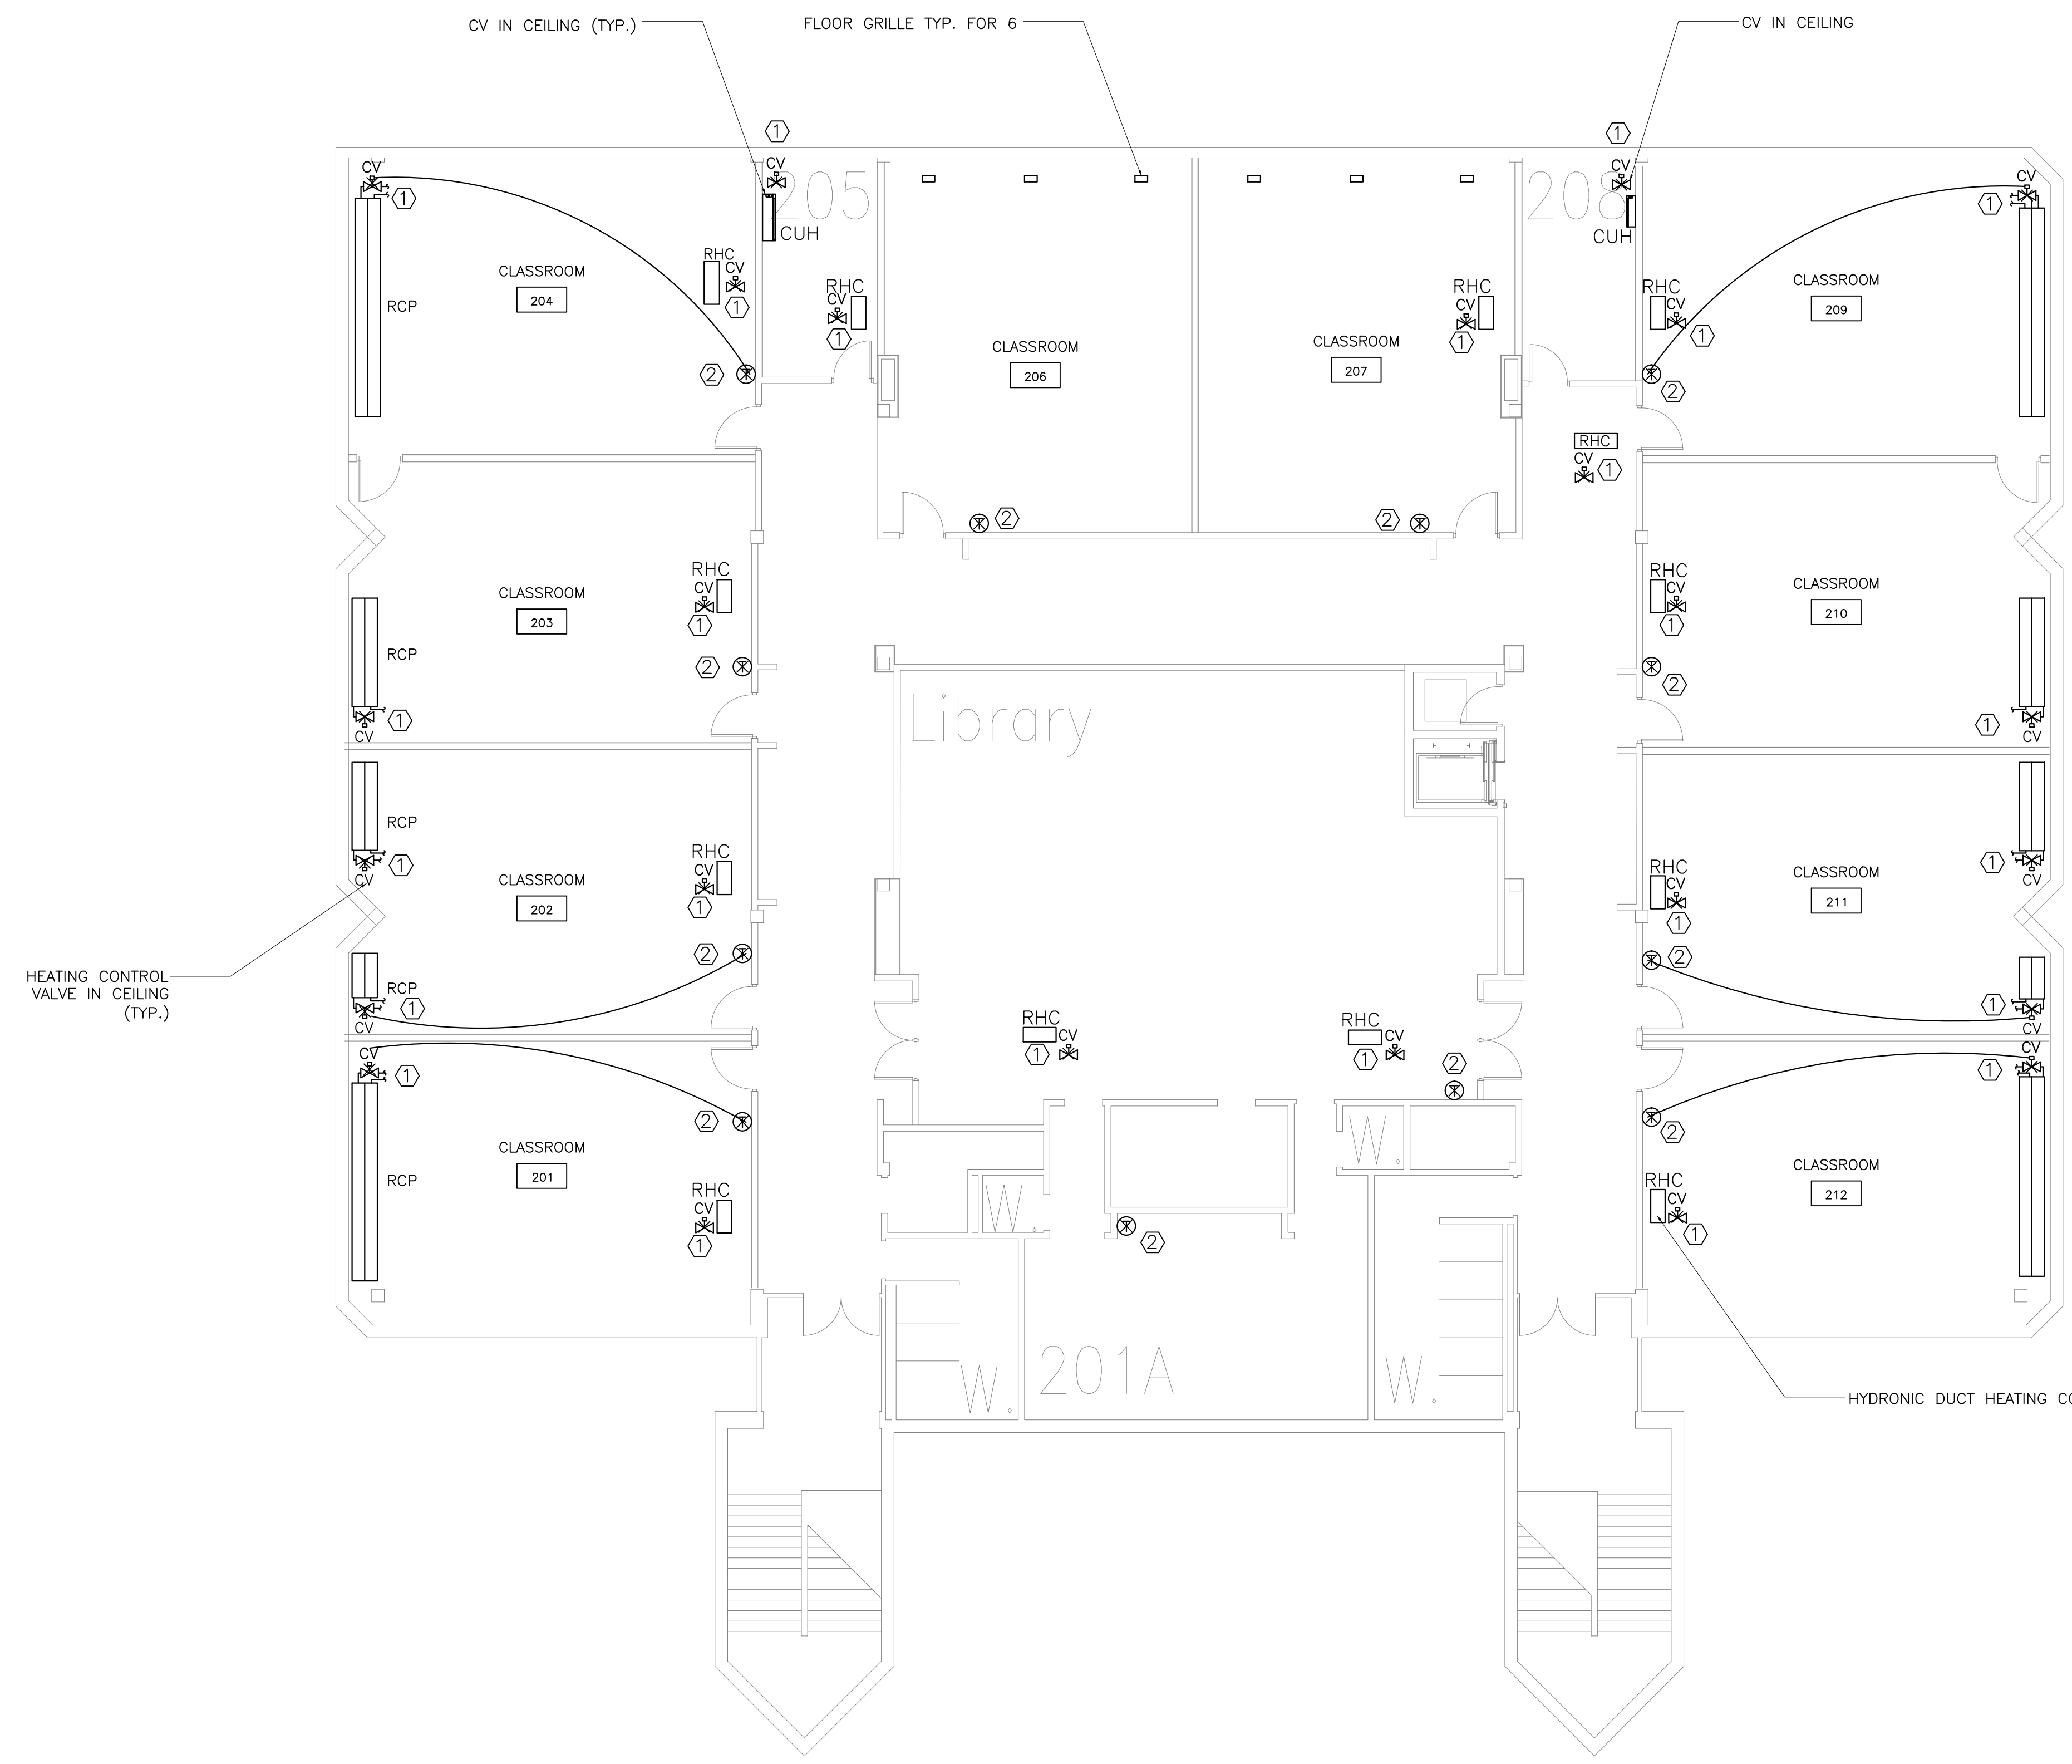 CV IN CEILING (TYP.)
FLOOR GRILLE TYP. FOR 6
CV IN CEILING
1
1
CV
CV
CV
CV
1
205
208
1
CUH
CUH
RHC
CV
1
CLASSROOM
204
RCP
RHC
CV
1
RHC
CV
1
RHC
CV
1
CLASSROOM
209
CLASSROOM
206
CLASSROOM
207
2
2
RHC
CV
1
2
2
CLASSROOM
203
RHC
CV
1
RHC
CV
1
CLASSROOM
210
RCP
2
2
1
CV
Library
1
CV
RCP
1
CV
CLASSROOM
202
RHC
CV
1
RHC
CV
1
CLASSROOM
211
1
CV
2
2
HEATING CONTROL
VALVE IN CEILING
(TYP.)
RCP
1
CV
1
CV
RHC
CV
1
RHC
CV
1
CV
1
CV
1
2
2
2
CLASSROOM
201
RCP
RHC
CV
1
W.
W.
2
CLASSROOM
212
RHC
CV
1
W.
201A
W.
HYDRONIC DUCT HEATING